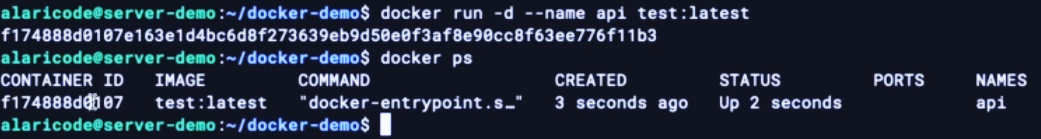 alaricode@server-demo:~/docker-demo$ docker run -d --name api test:latest
f174888d0107e163e1d4bc6d8f273639eb9d50e0f3af8e90cc8f63ee776f11b3
alaricode@server-demo:~/docker-demo$ docker ps
CONTAINER ID   IMAGE         COMMAND                  CREATED         STATUS         PORTS     NAMES
f174888d0107   test:latest   "docker-entrypoint.s…"   3 seconds ago   Up 2 seconds             api
alaricode@server-demo:~/docker-demo$